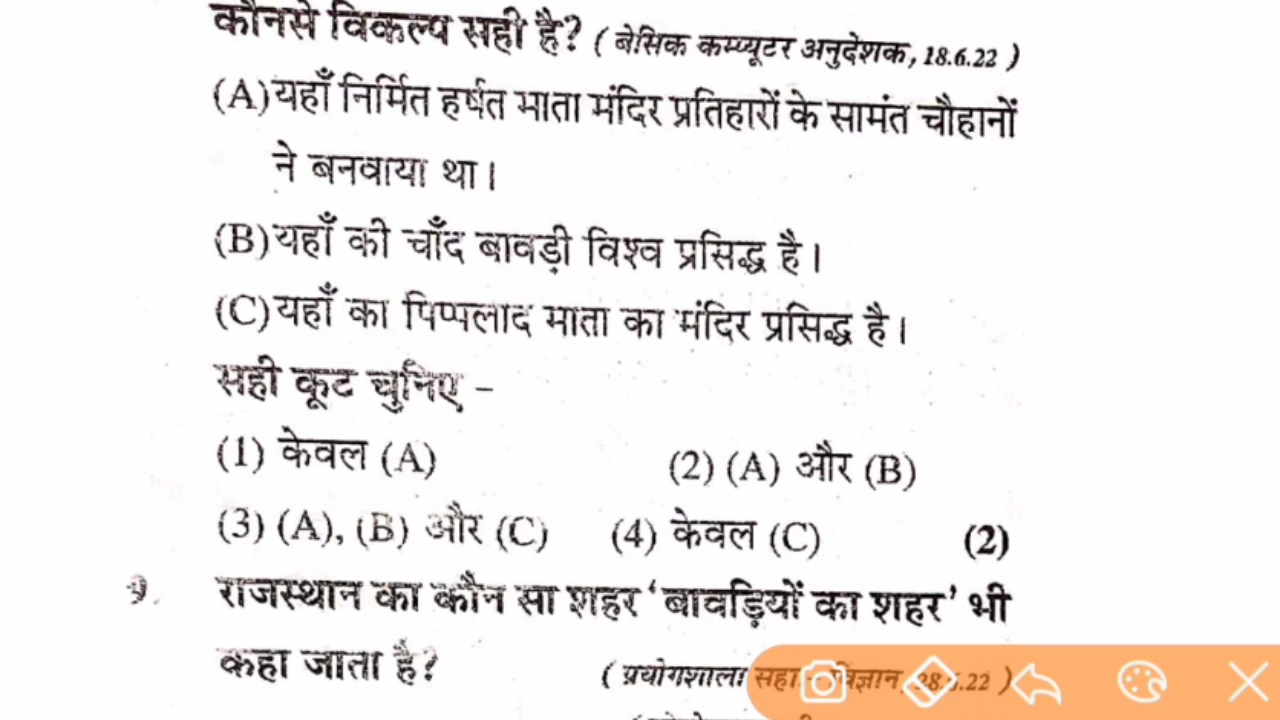 कौनसे विकल्प सही है? ( बेसिक कम्प्यूटर अनुदेशक, 18.6.22 )
(A) यहाँ निर्मित हर्षत माता मंदिर प्रतिहारों के सामंत चौहानों
ने बनवाया था।
(B) यहाँ की चाँद बावड़ी विश्व प्रसिद्ध है।
(C) यहाँ का पिप्पलाद माता का मंदिर प्रसिद्ध है।
सही कूट चुनिए -
(1) केवल (A) (2) (A) और (B)
(3) (A), (B) और (C) (4) केवल (C) (2)
9. राजस्थान का कौन सा शहर 'बावड़ियों का शहर' भी
कहा जाता है? ( प्रयोगशाला सहा.- विज्ञान, .22 )